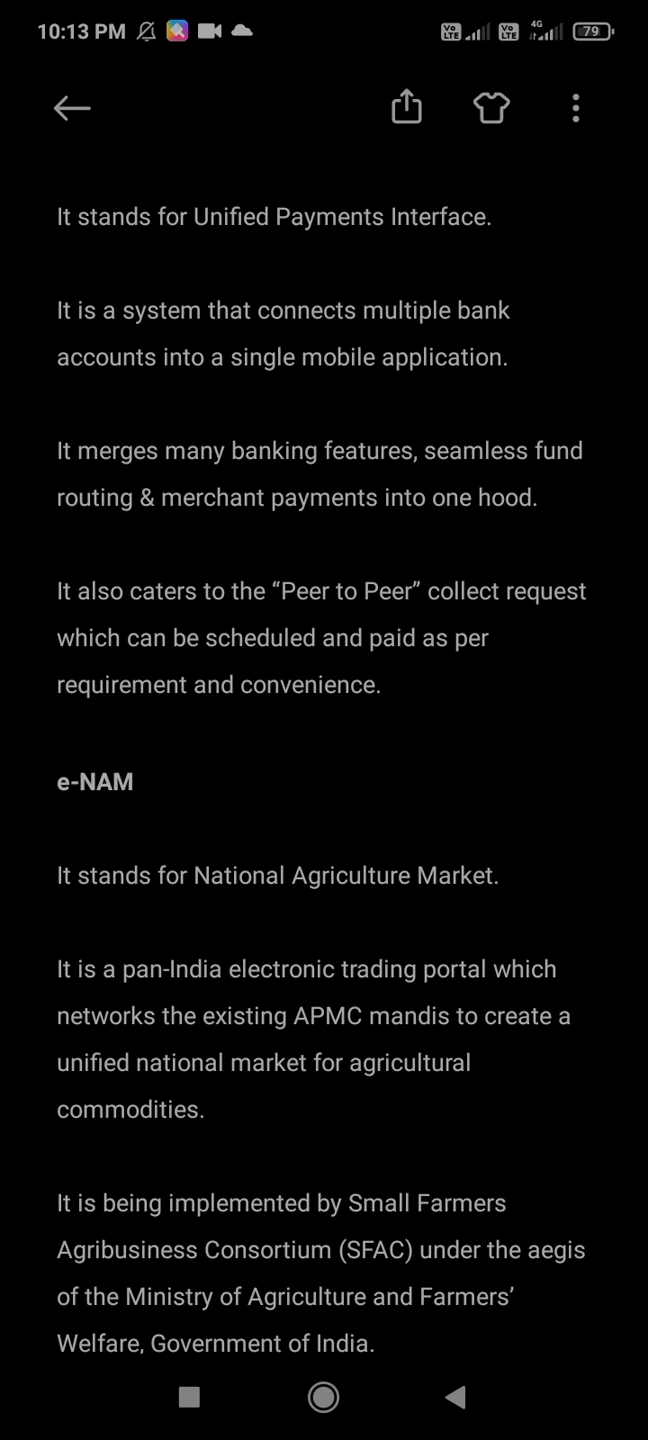 10:13 PM
Vo LTE
Vo LTE
4G
79
It stands for Unified Payments Interface.
It is a system that connects multiple bank
accounts into a single mobile application.
It merges many banking features, seamless fund
routing & merchant payments into one hood.
It also caters to the “Peer to Peer” collect request
which can be scheduled and paid as per
requirement and convenience.
e-NAM
It stands for National Agriculture Market.
It is a pan-India electronic trading portal which
networks the existing APMC mandis to create a
unified national market for agricultural
commodities.
It is being implemented by Small Farmers
Agribusiness Consortium (SFAC) under the aegis
of the Ministry of Agriculture and Farmers’
Welfare, Government of India.